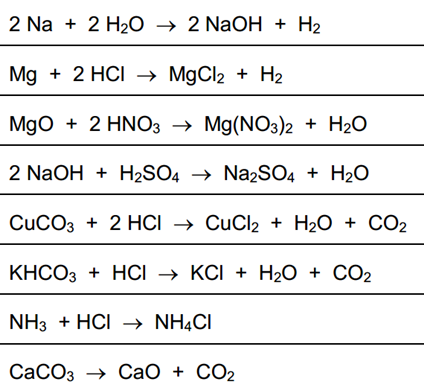 2 Na + 2 H₂O → 2 NaOH + H₂
Mg + 2 HCl → MgCl₂ + H₂
MgO + 2 HNO₃ → Mg(NO₃)₂ + H₂O
2 NaOH + H₂SO₄ → Na₂SO₄ + H₂O
CuCO₃ + 2 HCl → CuCl₂ + H₂O + CO₂
KHCO₃ + HCl → KCl + H₂O + CO₂
NH₃ + HCl → NH₄Cl
CaCO₃ → CaO + CO₂